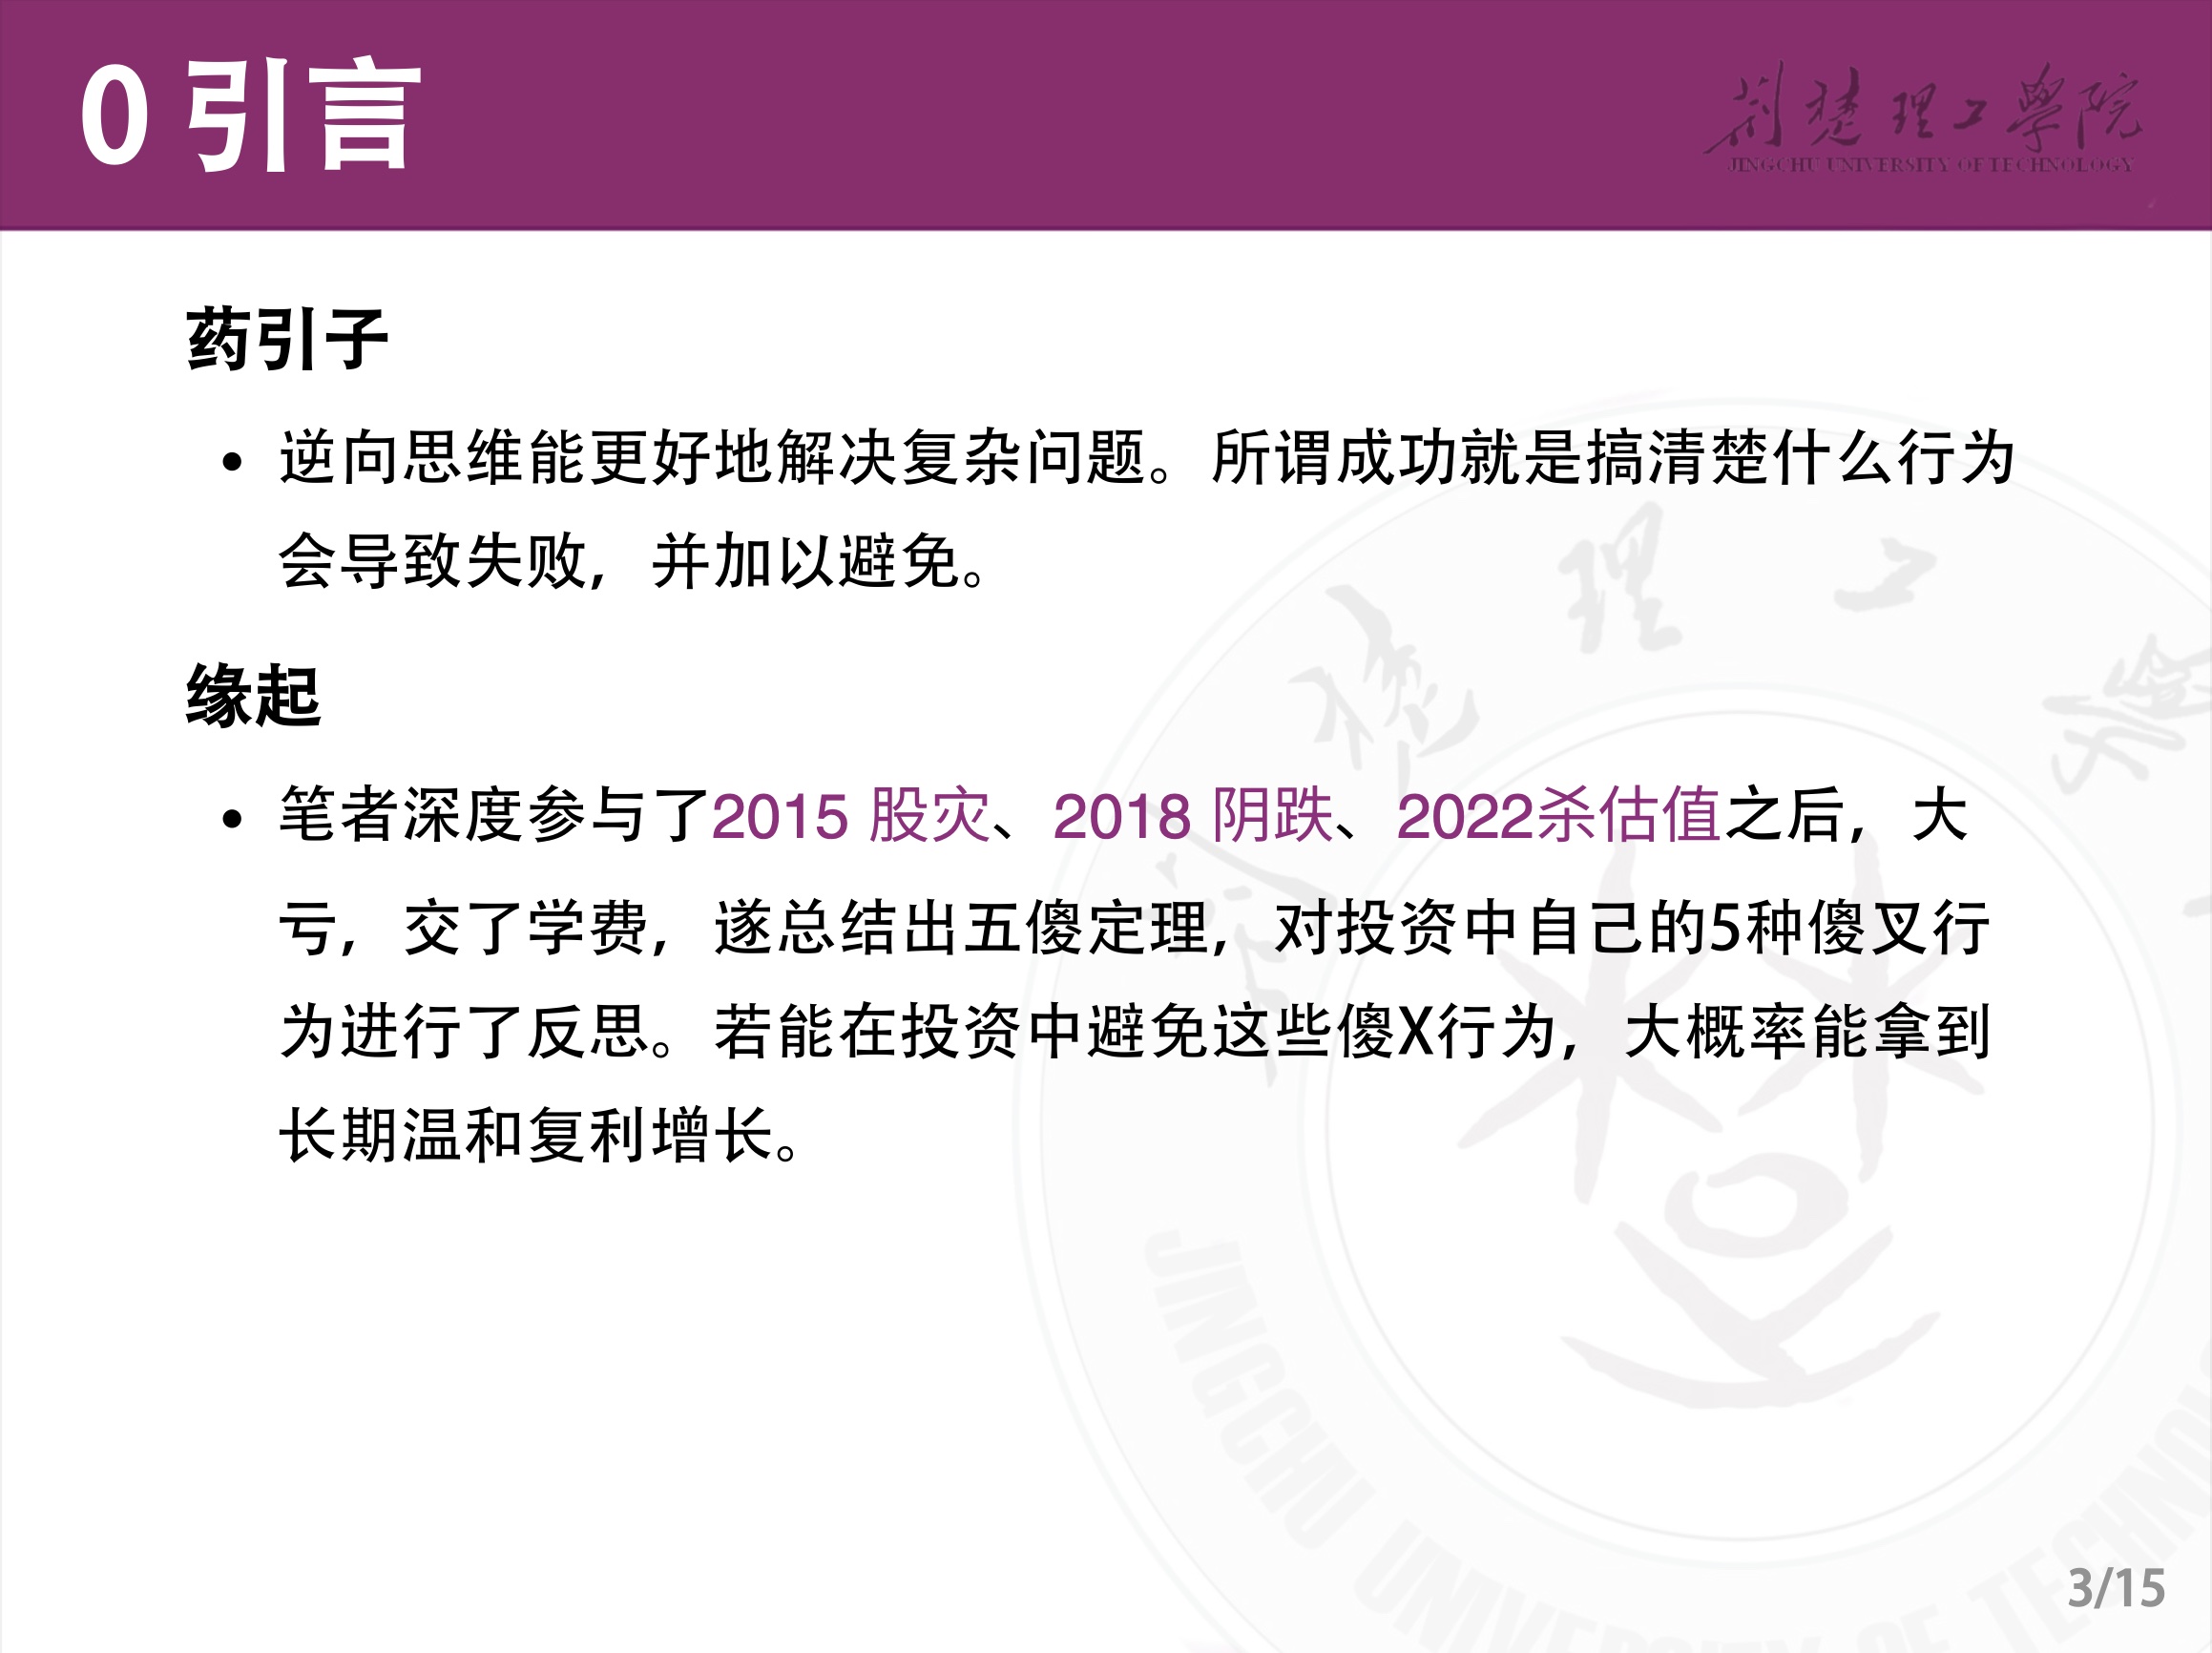 0 引言
荆楚理工學院
JINGCHU UNIVERSITY OF TECHNOLOGY
药引子
• 逆向思维能更好地解决复杂问题。所谓成功就是搞清楚什么行为
会导致失败，并加以避免。
缘起
• 笔者深度参与了2015 股灾、2018 阴跌、2022杀估值之后，大
亏，交了学费，遂总结出五傻定理，对投资中自己的5种傻叉行
为进行了反思。若能在投资中避免这些傻X行为，大概率能拿到
长期温和复利增长。
荆楚理工學
JINGCHU UNIVERSITY OF TECHNOLO
3/15